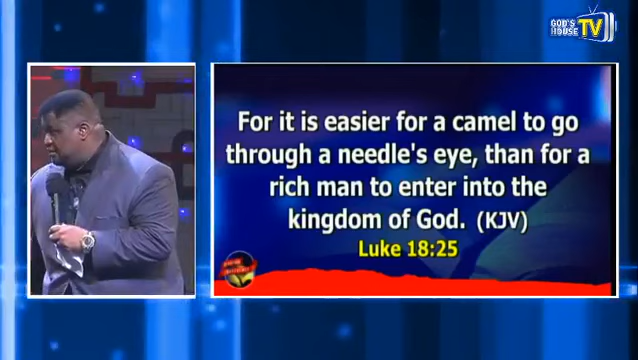 GOD'S
HOUSE TV
For it is easier for a camel to go
through a needle's eye, than for a
rich man to enter into the
kingdom of God. (KJV)
Luke 18:25